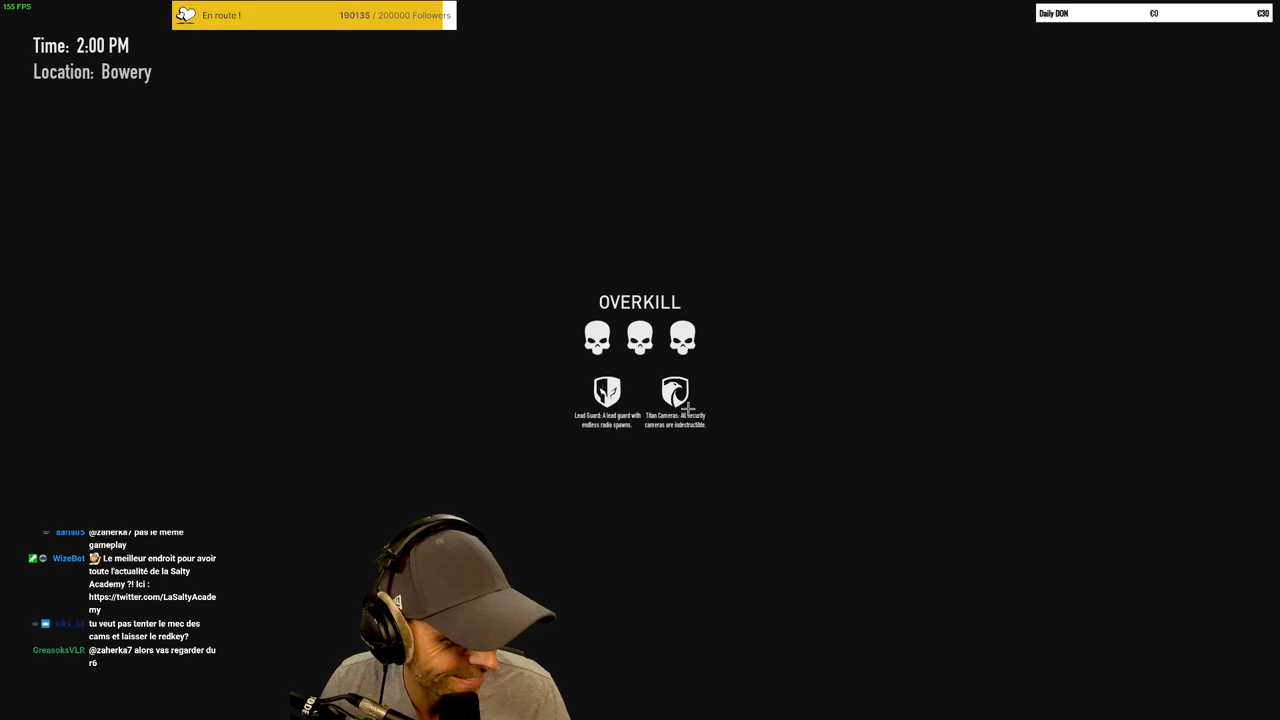 155 FPS
En route !
190135 / 200000 Followers
Daily DON
€0
€30
Time: 2:00 PM
Location: Bowery
OVERKILL
Lead Guard: A lead guard with
endless radio spawns.
Titan Cameras: All security
cameras are indestructible.
@zaherka7 pas le même
gameplay
WizeBot
Le meilleur endroit pour avoir
toute l'actualité de la Salty
Academy ?! Ici :
https://twitter.com/LaSaltyAcade
my
tu veut pas tenter le mec des
cams et laisser le redkey?
GreasoksVLR
@zaherka7 alors vas regarder du
r6